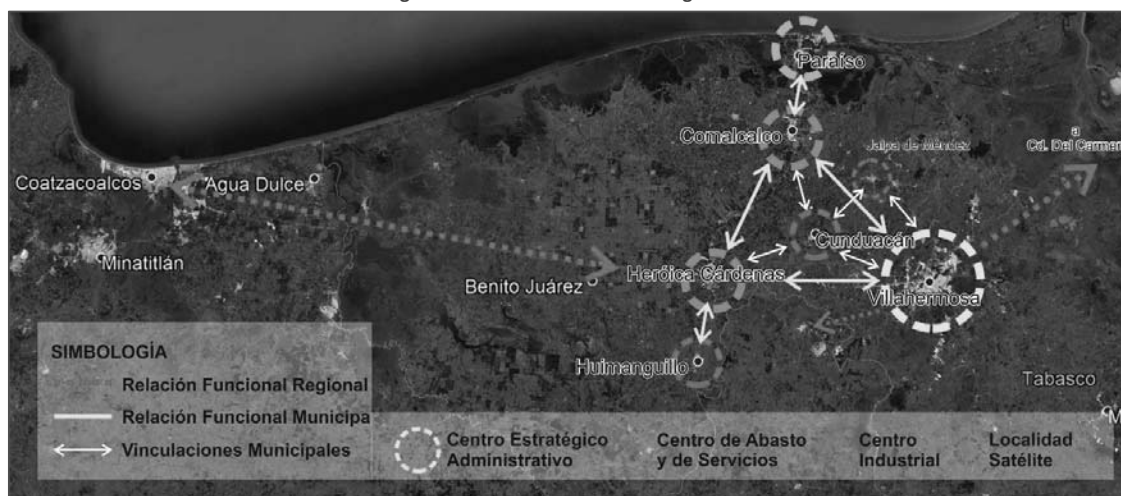 Paraíso
Comalcalco
Jalpa de Méndez
a
Cd. Del Carmen
Coatzacoalcos
Agua Dulce
Minatitlán
Cunduacán
Heróica Cárdenas
Benito Juárez
Villahermosa
Huimanguillo
Tabasco
M
SIMBOLOGÍA
Relación Funcional Regional
Relación Funcional Municipa
Vinculaciones Municipales
Centro Estratégico
Administrativo
Centro de Abasto
y de Servicios
Centro
Industrial
Localidad
Satélite